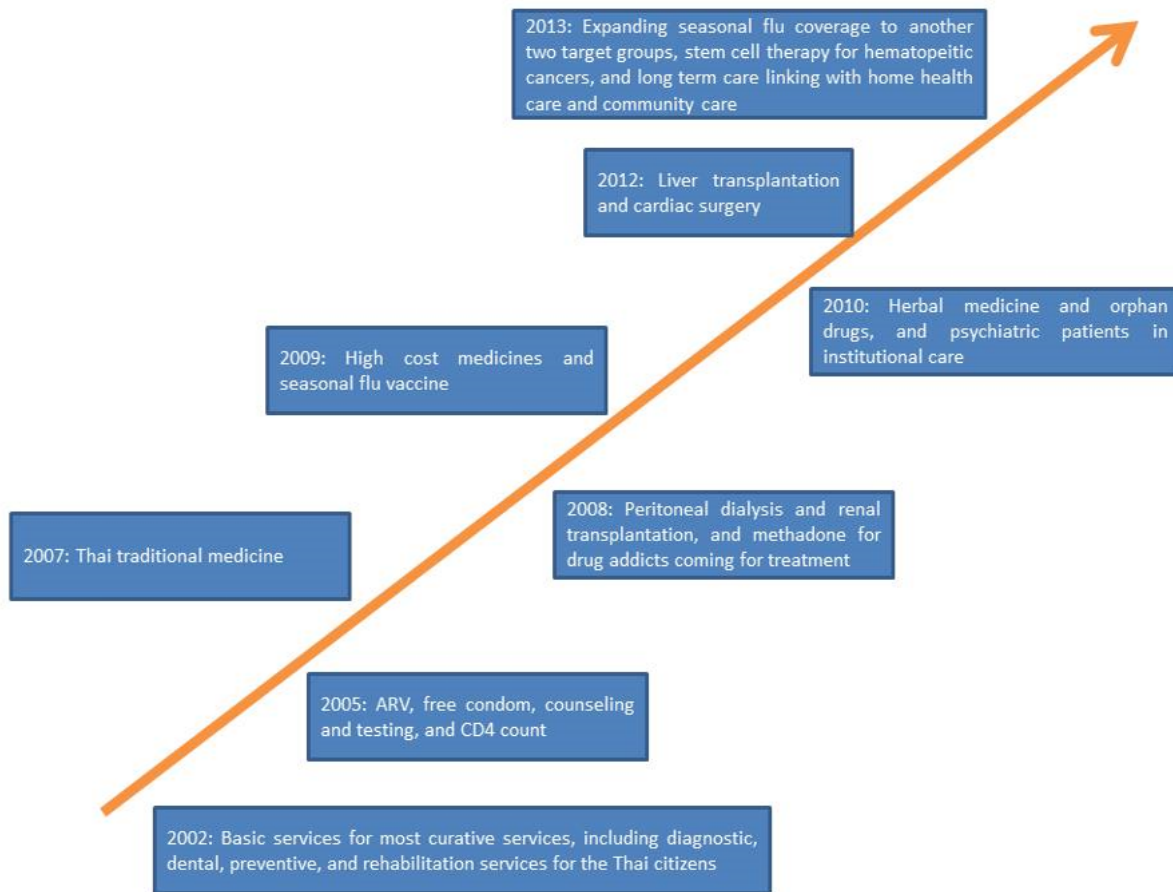 2013: Expanding seasonal flu coverage to another
two target groups, stem cell therapy for hematopeitic
cancers, and long term care linking with home health
care and community care
2012: Liver transplantation
and cardiac surgery
2010: Herbal medicine and orphan
drugs, and psychiatric patients in
institutional care
2009: High cost medicines and
seasonal flu vaccine
2008: Peritoneal dialysis and renal
transplantation, and methadone for
drug addicts coming for treatment
2007: Thai traditional medicine
2005: ARV, free condom, counseling
and testing, and CD4 count
2002: Basic services for most curative services, including diagnostic,
dental, preventive, and rehabilitation services for the Thai citizens